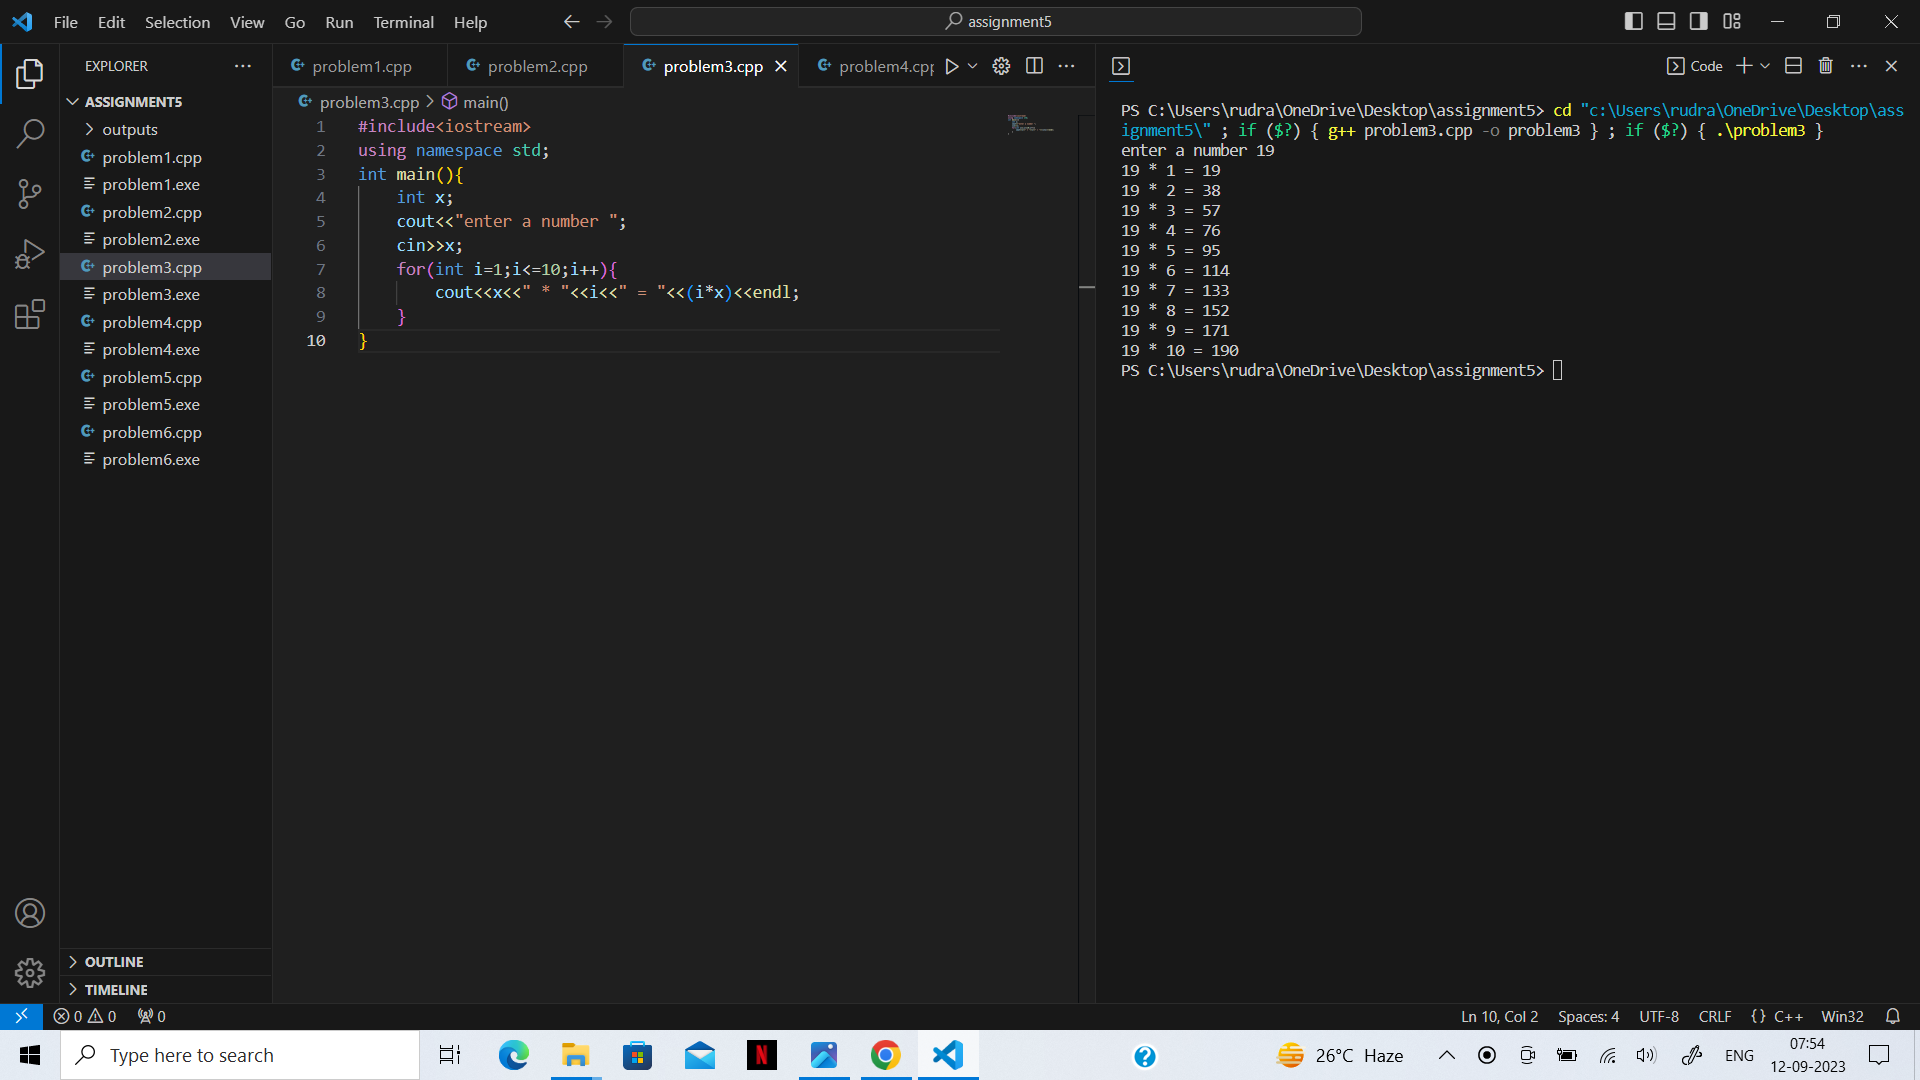 File Edit Selection View Go Run Terminal Help
assignment5
EXPLORER
ASSIGNMENT5
outputs
problem1.cpp
problem1.exe
problem2.cpp
problem2.exe
problem3.cpp
problem3.exe
problem4.cpp
problem4.exe
problem5.cpp
problem5.exe
problem6.cpp
problem6.exe
OUTLINE
TIMELINE
problem1.cpp problem2.cpp problem3.cpp problem4.cpp
problem3.cpp > main()
1 #include<iostream>
2 using namespace std;
3 int main(){
4     int x;
5     cout<<"enter a number ";
6     cin>>x;
7     for(int i=1;i<=10;i++){
8         cout<<x<<" * "<<i<<" = "<<(i*x)<<endl;
9     }
10 }
Code
PS C:\Users\rudra\OneDrive\Desktop\assignment5> cd "c:\Users\rudra\OneDrive\Desktop\ass
ignment5\" ; if ($?) { g++ problem3.cpp -o problem3 } ; if ($?) { .\problem3 }
enter a number 19
19 * 1 = 19
19 * 2 = 38
19 * 3 = 57
19 * 4 = 76
19 * 5 = 95
19 * 6 = 114
19 * 7 = 133
19 * 8 = 152
19 * 9 = 171
19 * 10 = 190
PS C:\Users\rudra\OneDrive\Desktop\assignment5>
0 0 0
Ln 10, Col 2 Spaces: 4 UTF-8 CRLF {} C++ Win32
Type here to search
N
26°C Haze
ENG
07:54
12-09-2023